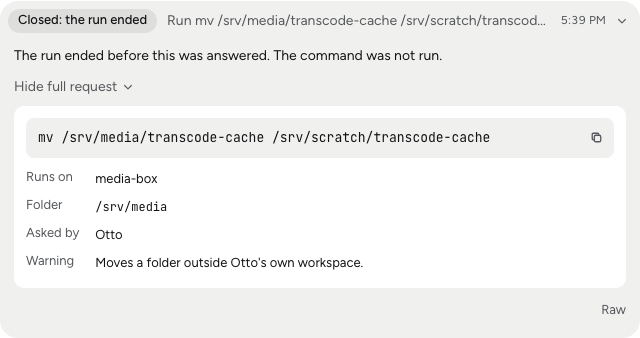 Closed: the run ended Run mv /srv/media/transcode-cache /srv/scratch/transcod... 5:39 PM
The run ended before this was answered. The command was not run.
Hide full request
mv /srv/media/transcode-cache /srv/scratch/transcode-cache
Runs on media-box
Folder /srv/media
Asked by Otto
Warning Moves a folder outside Otto's own workspace.
Raw